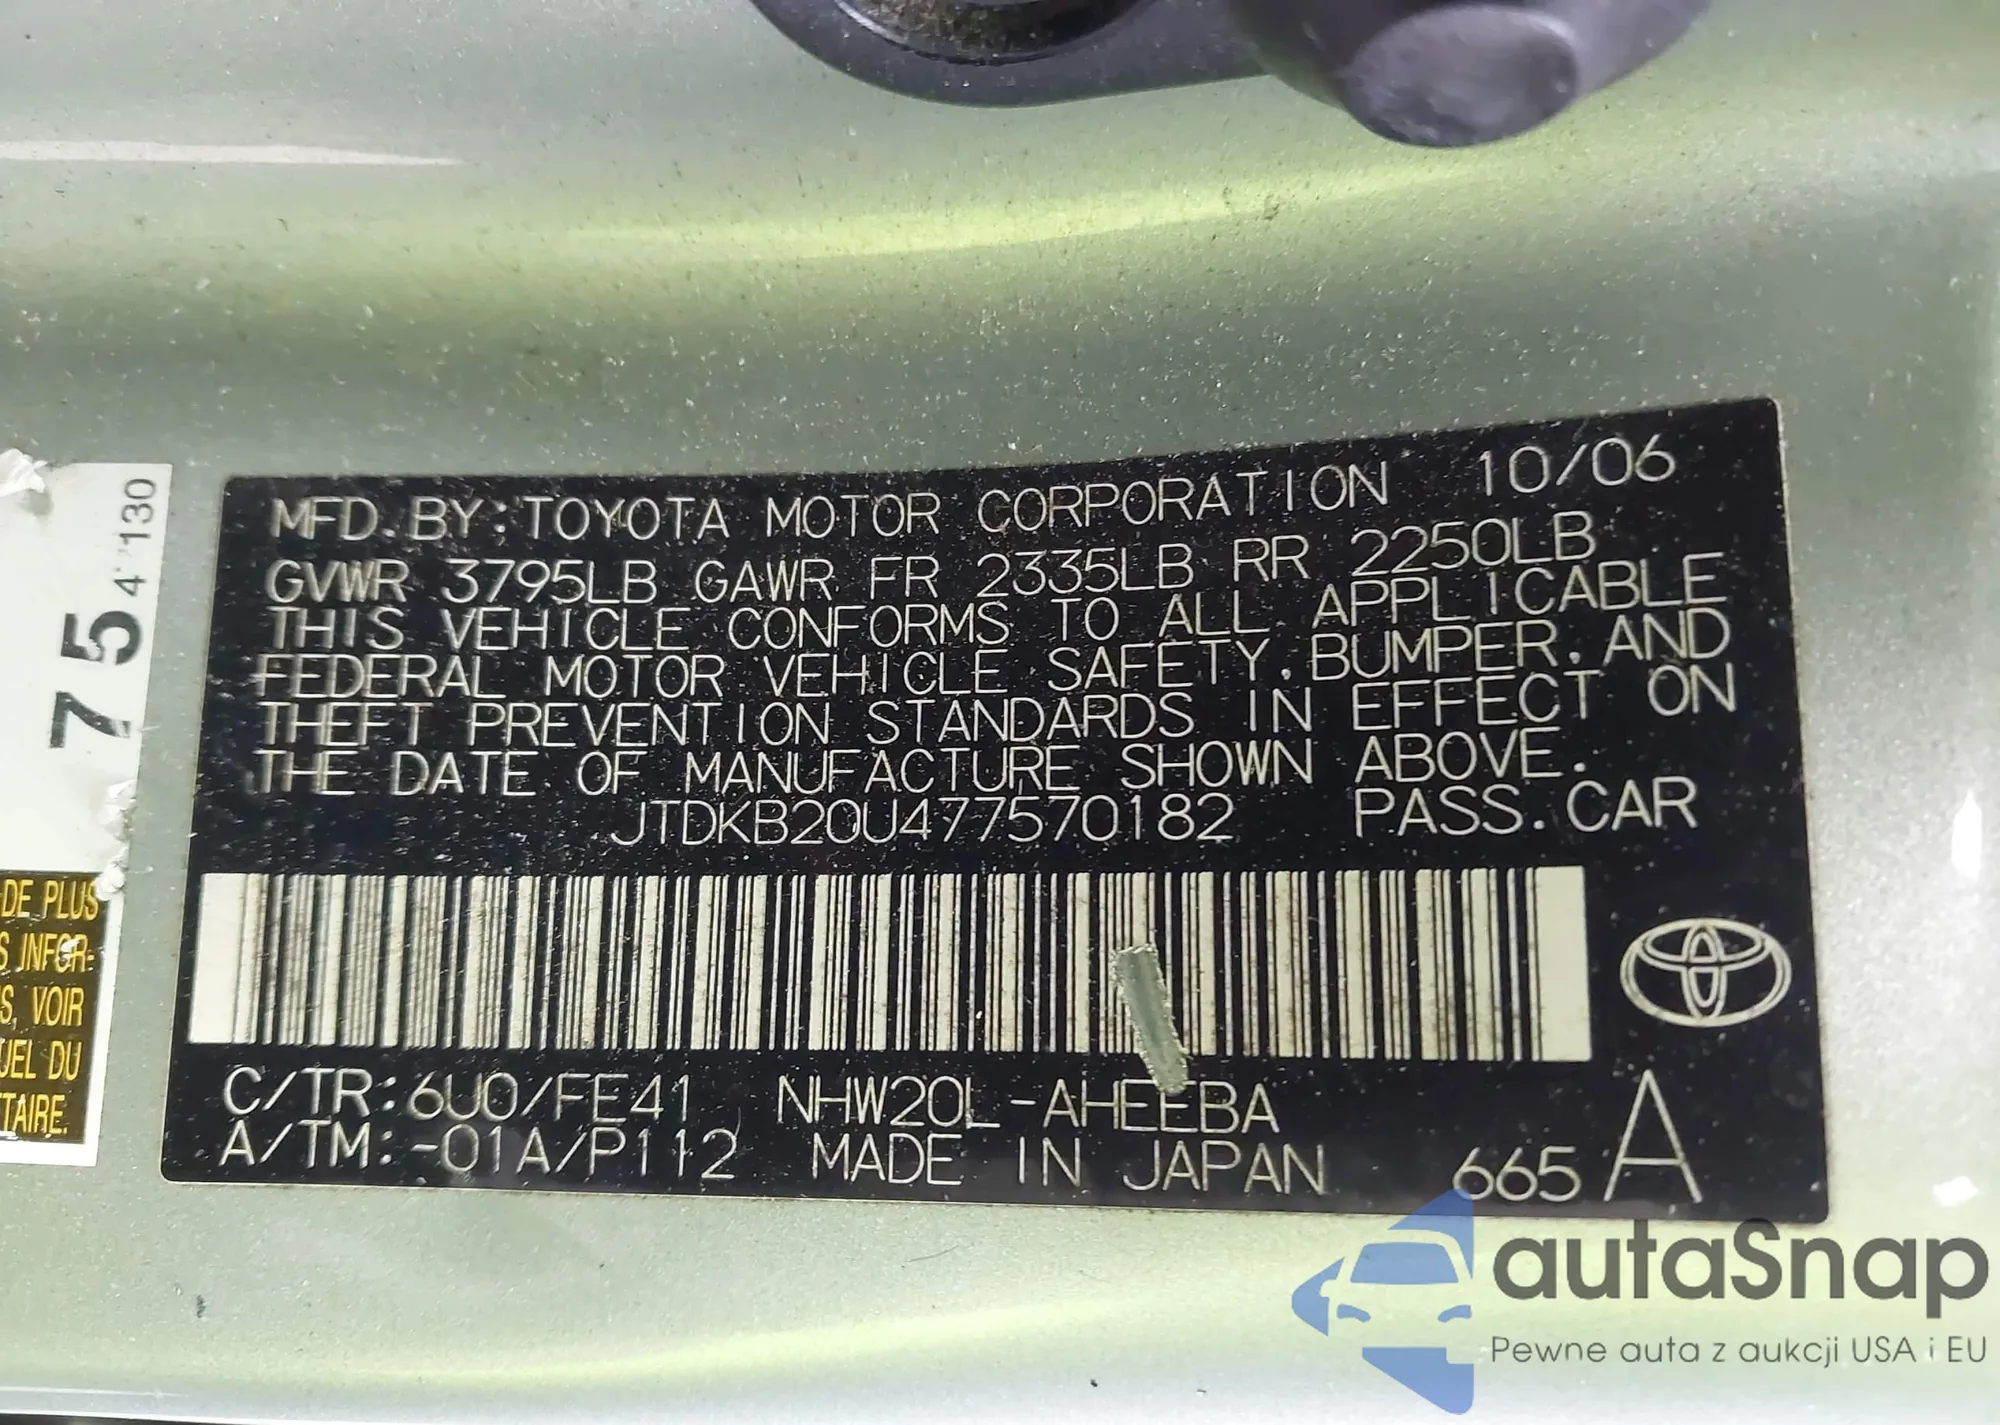 MFD. BY: TOYOTA MOTOR CORPORATION 10/06
GVWR 3795LB GAWR FR 2335LB RR 2250LB
THIS VEHICLE CONFORMS TO ALL APPLICABLE
FEDERAL MOTOR VEHICLE SAFETY, BUMPER, AND
THEFT PREVENTION STANDARDS IN EFFECT ON
THE DATE OF MANUFACTURE SHOWN ABOVE.
JTDKB20U477570182 PASS. CAR
C/TR: 6U0/FE41 NHW20L-AHEEBA
A/TM: -01A/P112 MADE IN JAPAN 665 A
75
130
DE PLUS
INFOR-
VOIR
DU
autaSnap
Pewne auta z aukcji USA i EU